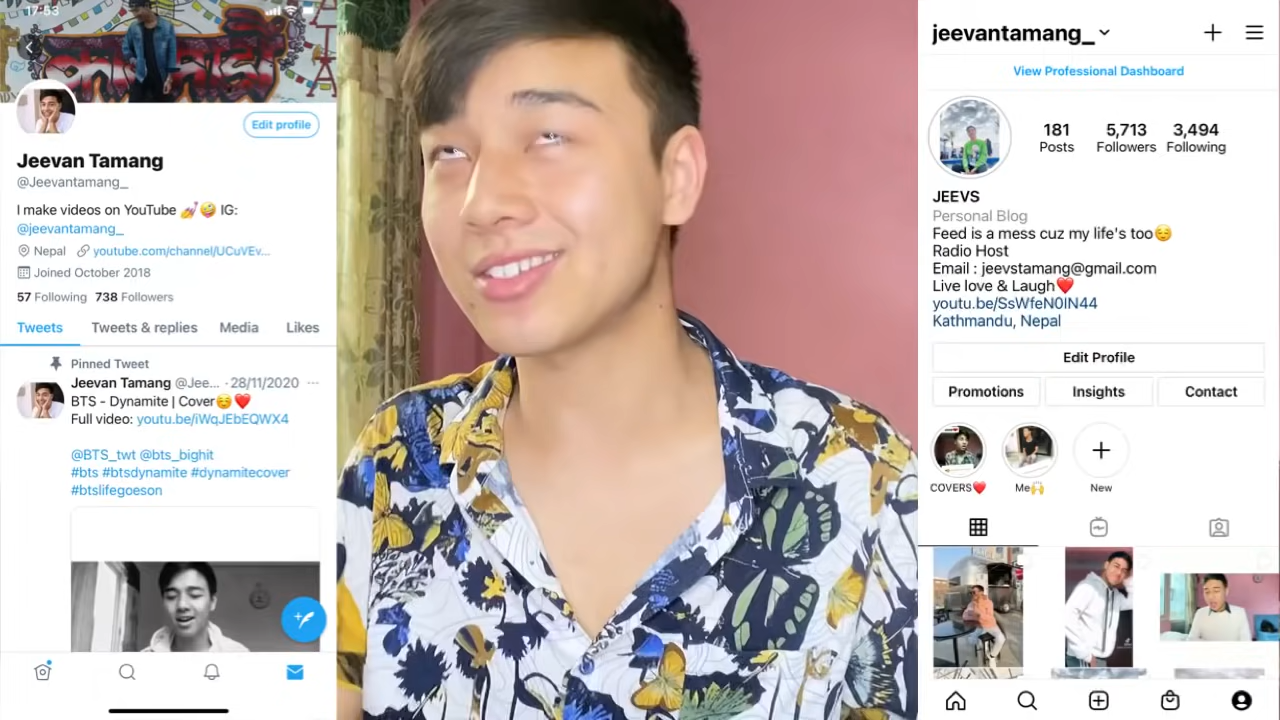 17:53
Edit profile
Jeevan Tamang
@Jeevantamang_
I make videos on YouTube 💅🤪 IG:
@jeevantamang_
Nepal youtube.com/channel/UCuVEv...
Joined October 2018
57 Following 738 Followers
Tweets Tweets & replies Media Likes
Pinned Tweet
Jeevan Tamang @Jee... · 28/11/2020 ...
BTS - Dynamite | Cover😌❤️
Full video: youtu.be/iWqJEbEQWX4
@BTS_twt @bts_bighit
#bts #btsdynamite #dynamitecover
#btslifegoeson
jeevantamang_
View Professional Dashboard
181 5,713 3,494
Posts Followers Following
JEEVS
Personal Blog
Feed is a mess cuz my life's too😌
Radio Host
Email : jeevstamang@gmail.com
Live love & Laugh❤️
youtu.be/SsWfeN0IN44
Kathmandu, Nepal
Edit Profile
Promotions Insights Contact
COVERS❤️ Me🙌 New